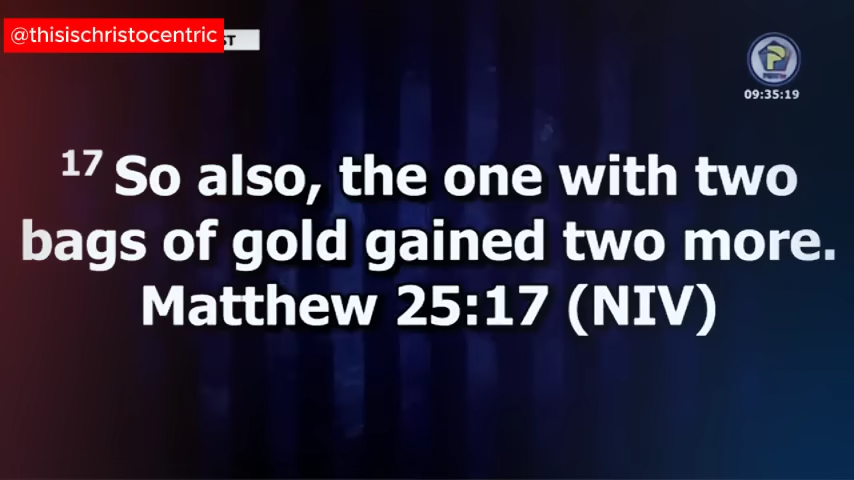 @thisischristocentric
09:35:19
17 So also, the one with two
bags of gold gained two more.
Matthew 25:17 (NIV)